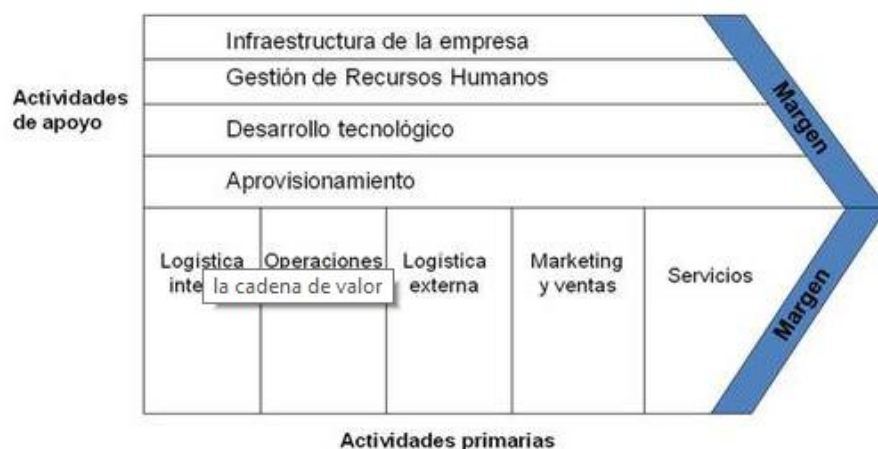 Infraestructura de la empresa
Gestión de Recursos Humanos
Actividades
de apoyo
Desarrollo tecnológico
Aprovisionamiento
Margen
Logística
Operaciones
la cadena de valor
Logística
externa
Marketing
y ventas
Servicios
Margen
Actividades primarias